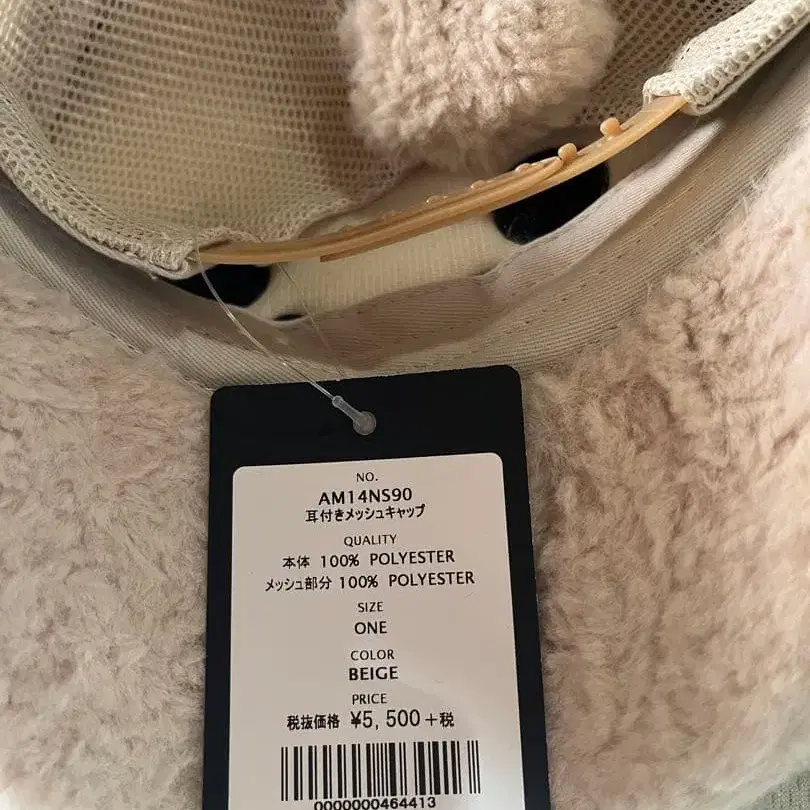 NO.
AM14NS90
耳付きメッシュキャップ
QUALITY
本体 100% POLYESTER
メッシュ部分 100% POLYESTER
SIZE
ONE
COLOR
BEIGE
PRICE
税抜価格 ¥5,500+税
0000000464413